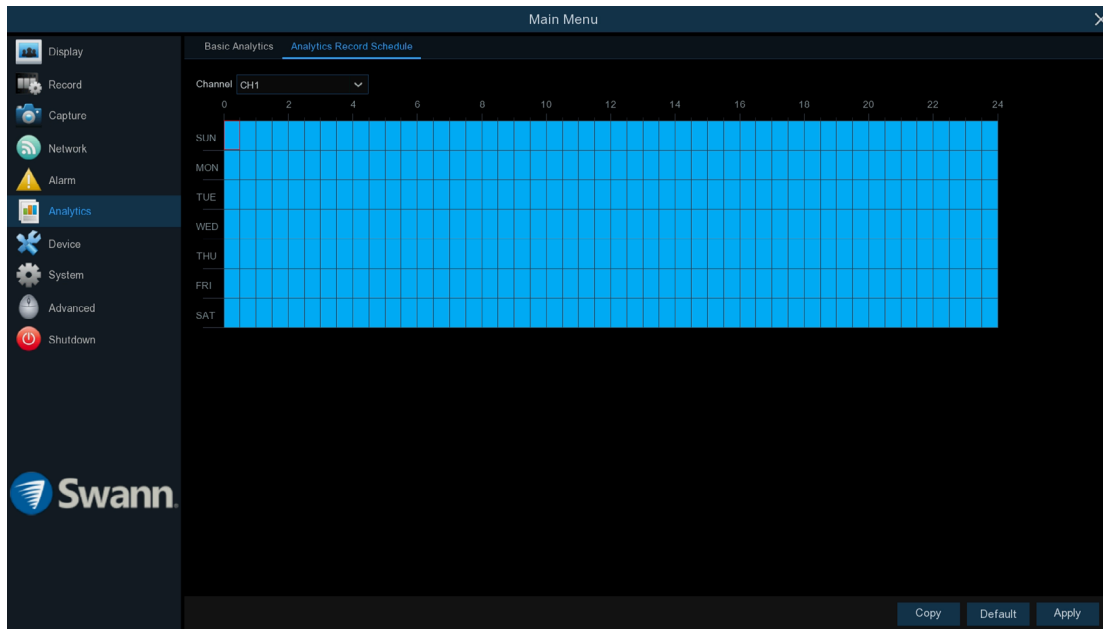 Main Menu
Display
Record
Capture
Network
Alarm
Analytics
Device
System
Advanced
Shutdown
Swann
Basic Analytics Analytics Record Schedule
Channel CH1
0 2 4 6 8 10 12 14 16 18 20 22 24
SUN
MON
TUE
WED
THU
FRI
SAT
Copy Default Apply